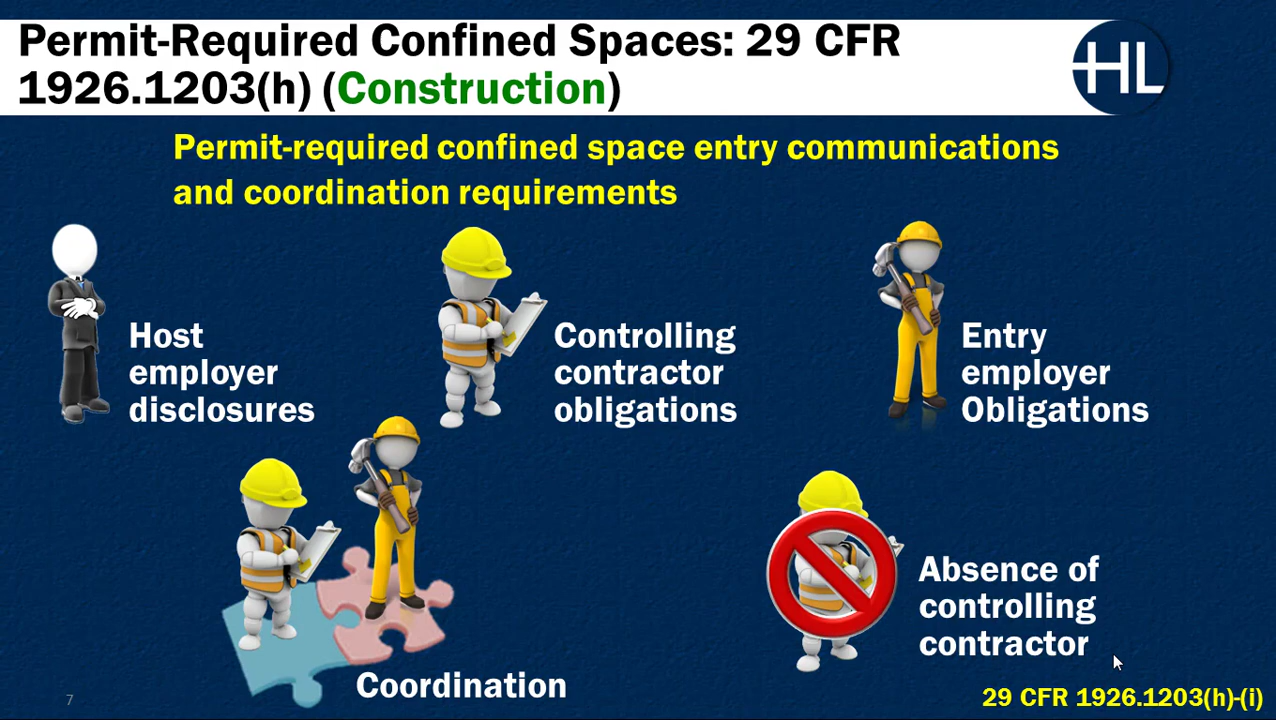 Permit-Required Confined Spaces: 29 CFR
1926.1203(h) (Construction)
HL
Permit-required confined space entry communications
and coordination requirements
Host
employer
disclosures
Controlling
contractor
obligations
Entry
employer
Obligations
Coordination
Absence of
controlling
contractor
7
29 CFR 1926.1203(h)-(i)